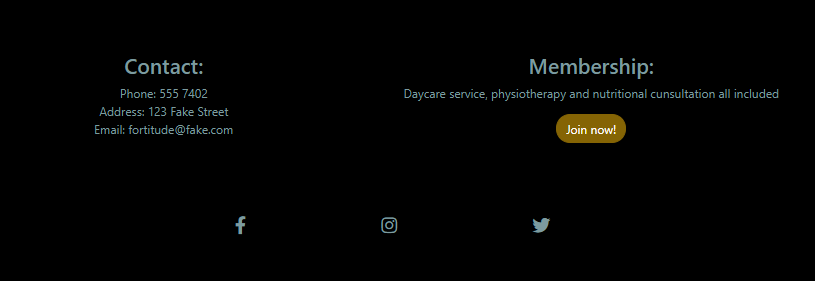 Contact:
Phone: 555 7402
Address: 123 Fake Street
Email: fortitude@fake.com
Membership:
Daycare service, physiotherapy and nutritional cunsultation all included
Join now!